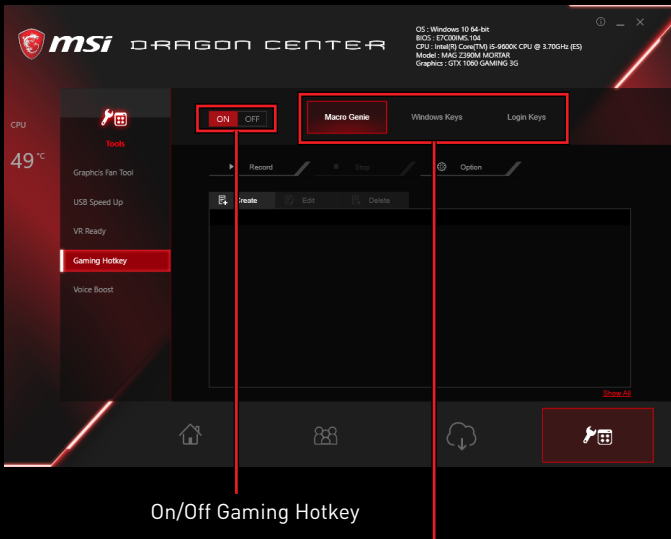 msi DRAGON CENTER
OS : Windows 10 64-bit
BIOS : E7C00IMS.104
CPU : Intel(R) Core(TM) i5-9600K CPU @ 3.70GHz (ES)
Model : MAG Z390M MORTAR
Graphics : GTX 1060 GAMING 3G
CPU
49 °C
Tools
Graphcis Fan Tool
USB Speed Up
VR Ready
Gaming Hotkey
Voice Boost
ON OFF
Macro Genie Windows Keys Login Keys
Record Stop Option
Create Edit Delete
Show All
On/Off Gaming Hotkey